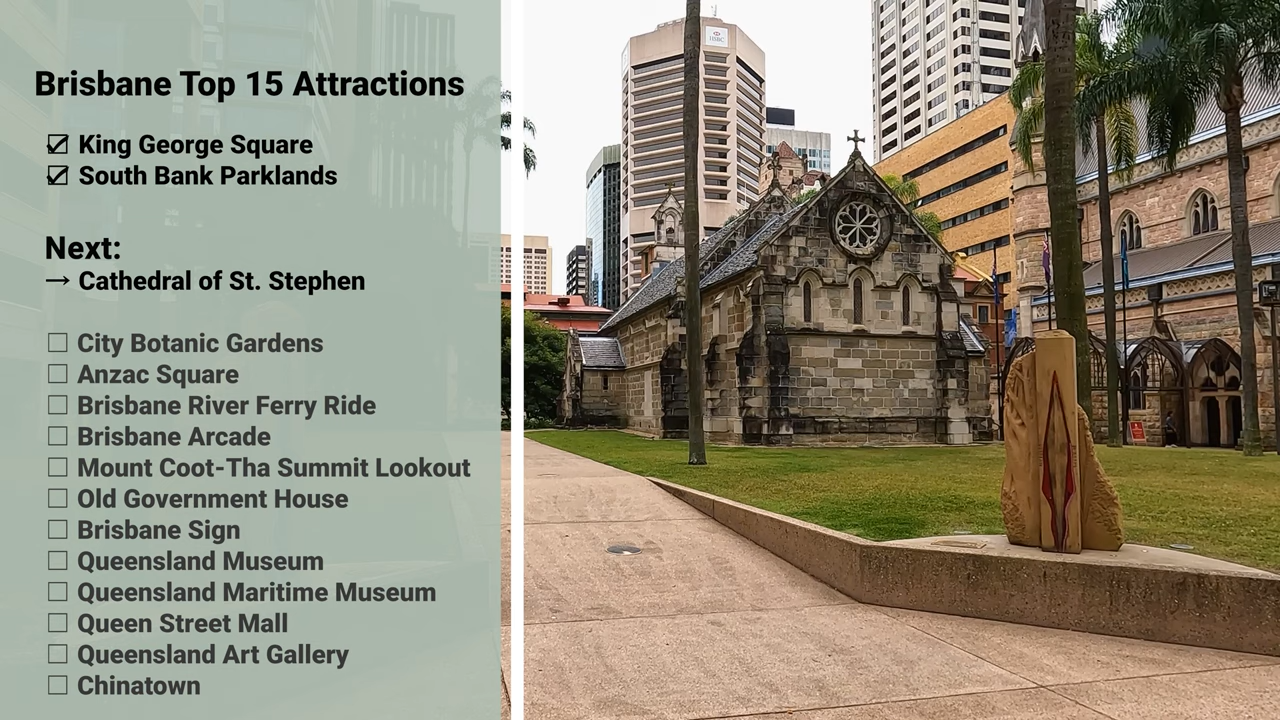 Brisbane Top 15 Attractions
☑ King George Square
☑ South Bank Parklands
Next:
→ Cathedral of St. Stephen
☐ City Botanic Gardens
☐ Anzac Square
☐ Brisbane River Ferry Ride
☐ Brisbane Arcade
☐ Mount Coot-Tha Summit Lookout
☐ Old Government House
☐ Brisbane Sign
☐ Queensland Museum
☐ Queensland Maritime Museum
☐ Queen Street Mall
☐ Queensland Art Gallery
☐ Chinatown
HSBC